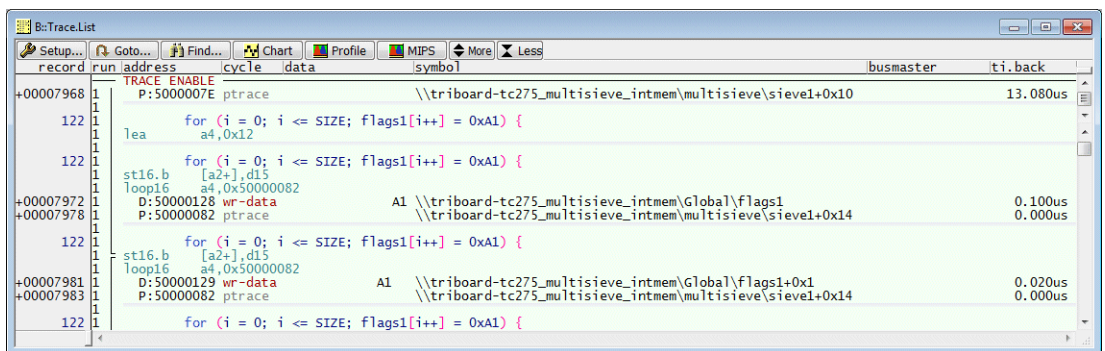 B::Trace.List
Setup... Goto... Find... Chart Profile MIPS More Less
record run address cycle data symbol busmaster ti.back
TRACE ENABLE
+00007968 1 P:5000007E ptrace \\triboard-tc275_multisieve_intmem\multisieve\sieve1+0x10 13.080us
1
122 1 for (i = 0; i <= SIZE; flags1[i++] = 0xA1) {
1 lea a4,0x12
1
122 1 for (i = 0; i <= SIZE; flags1[i++] = 0xA1) {
1 st16.b [a2+],d15
1 loop16 a4,0x50000082
+00007972 1 D:50000128 wr-data A1 \\triboard-tc275_multisieve_intmem\Global\flags1 0.100us
+00007978 1 P:50000082 ptrace \\triboard-tc275_multisieve_intmem\multisieve\sieve1+0x14 0.000us
1
122 1 for (i = 0; i <= SIZE; flags1[i++] = 0xA1) {
1 st16.b [a2+],d15
1 loop16 a4,0x50000082
+00007981 1 D:50000129 wr-data A1 \\triboard-tc275_multisieve_intmem\Global\flags1+0x1 0.020us
+00007983 1 P:50000082 ptrace \\triboard-tc275_multisieve_intmem\multisieve\sieve1+0x14 0.000us
1
122 1 for (i = 0; i <= SIZE; flags1[i++] = 0xA1) {